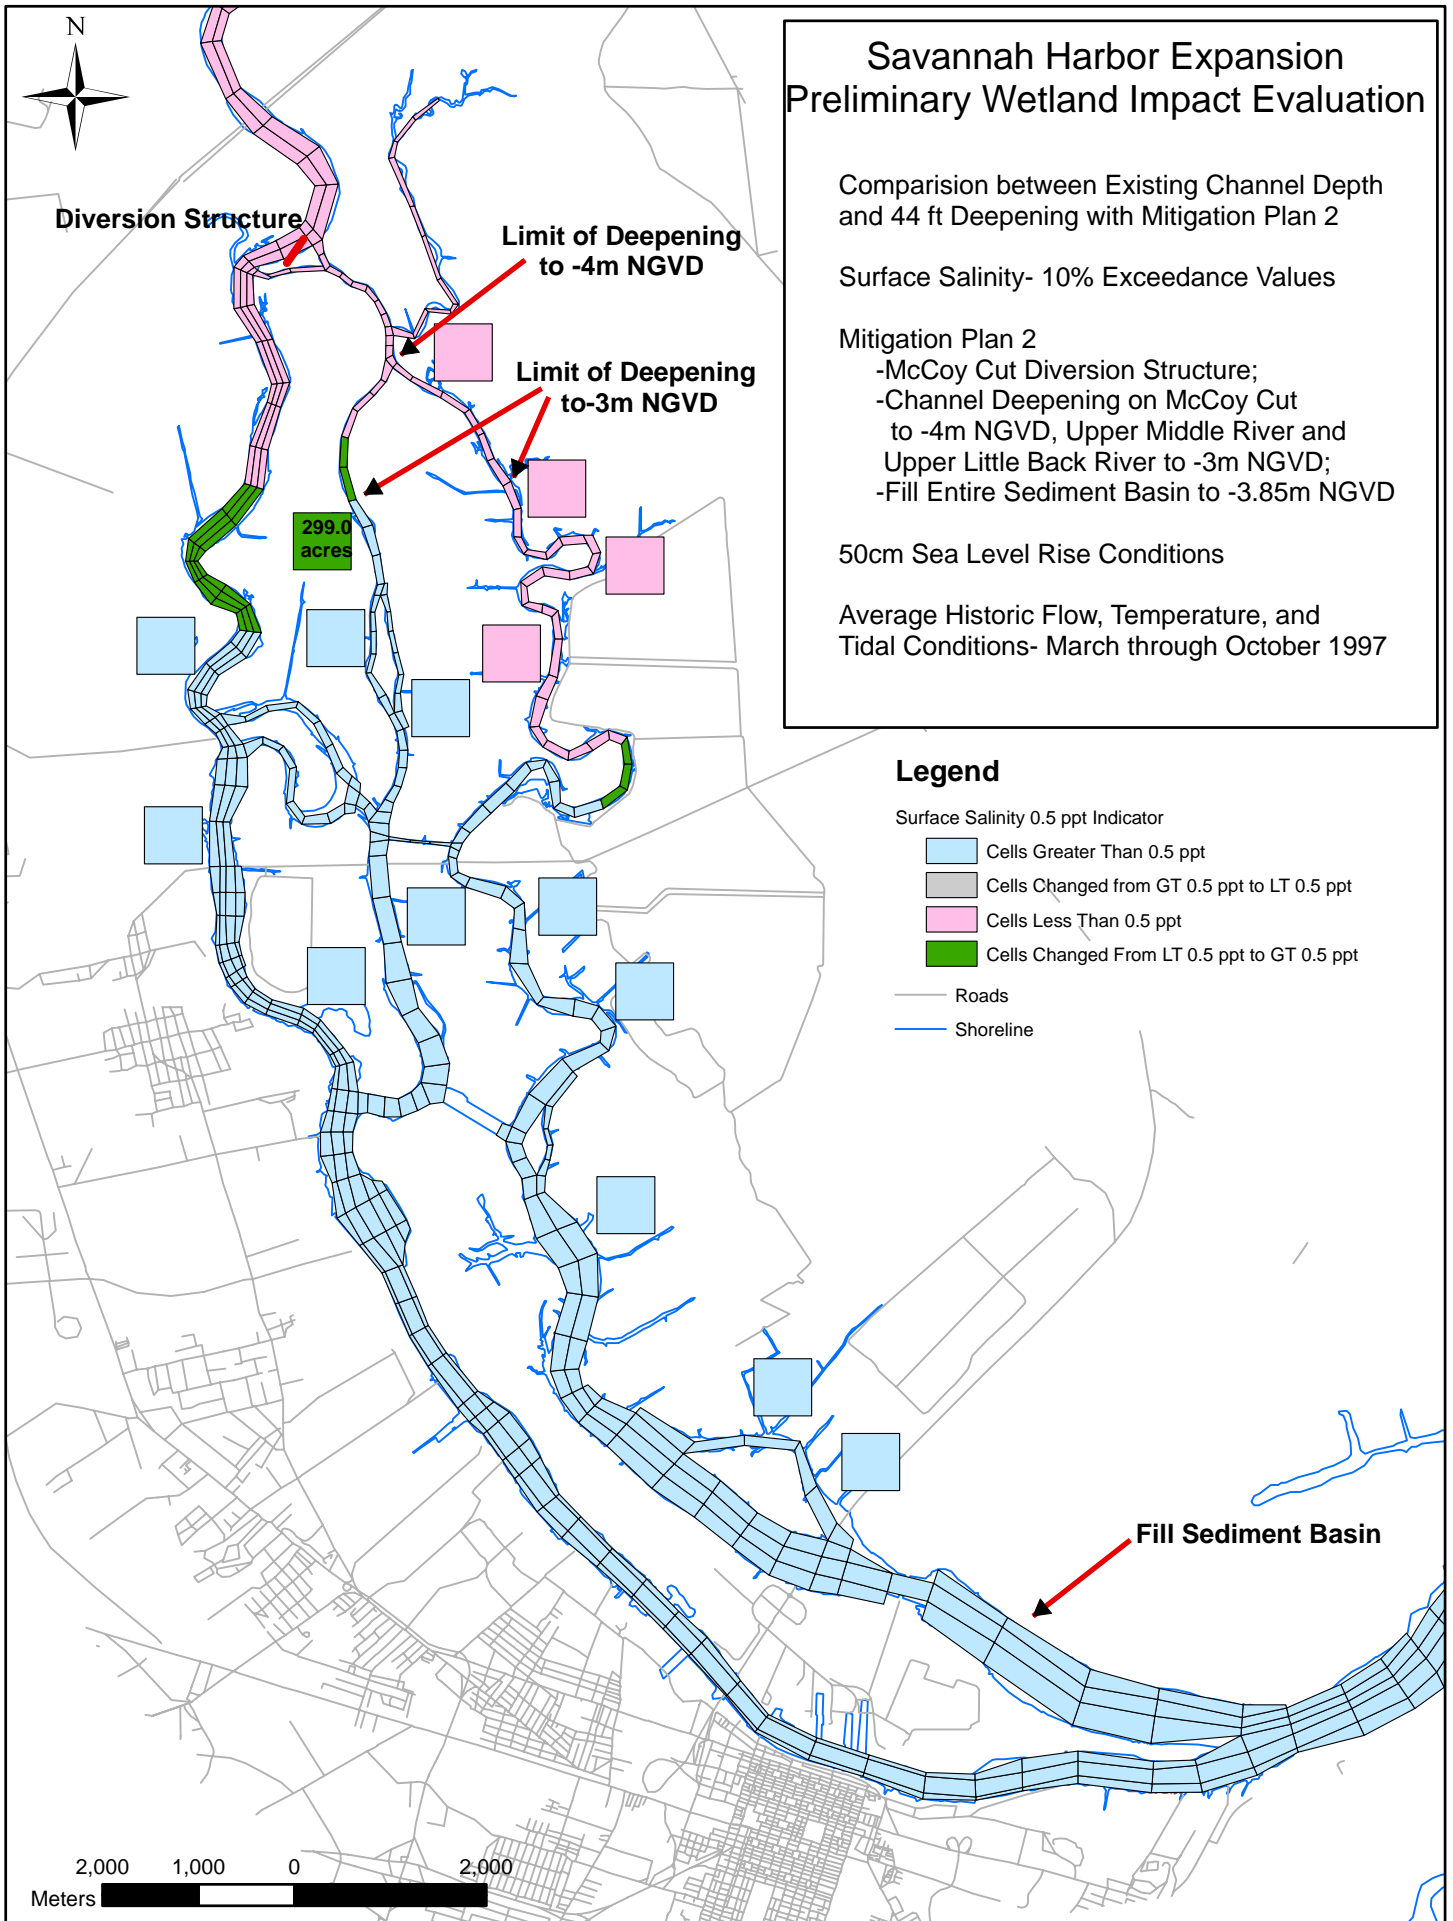 N
Savannah Harbor Expansion
Preliminary Wetland Impact Evaluation
Comparision between Existing Channel Depth
and 44 ft Deepening with Mitigation Plan 2
Surface Salinity- 10% Exceedance Values
Mitigation Plan 2
-McCoy Cut Diversion Structure;
-Channel Deepening on McCoy Cut
to -4m NGVD, Upper Middle River and
Upper Little Back River to -3m NGVD;
-Fill Entire Sediment Basin to -3.85m NGVD
50cm Sea Level Rise Conditions
Average Historic Flow, Temperature, and
Tidal Conditions- March through October 1997
Diversion Structure
Limit of Deepening
to -4m NGVD
Limit of Deepening
to-3m NGVD
299.0
acres
Legend
Surface Salinity 0.5 ppt Indicator
Cells Greater Than 0.5 ppt
Cells Changed from GT 0.5 ppt to LT 0.5 ppt
Cells Less Than 0.5 ppt
Cells Changed From LT 0.5 ppt to GT 0.5 ppt
Roads
Shoreline
Fill Sediment Basin
2,000 1,000 0 2,000
Meters